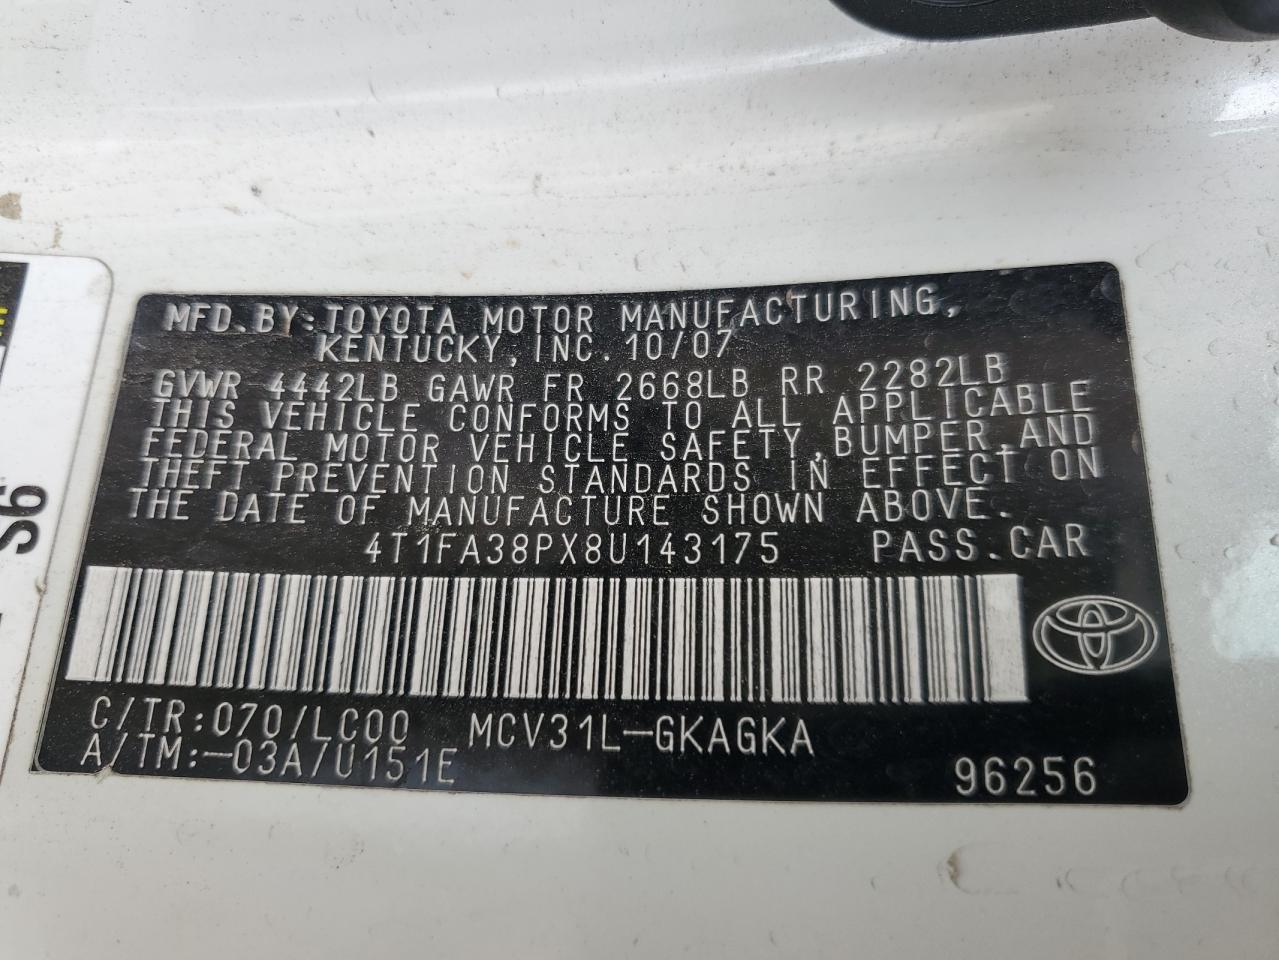 MFD.BY:TOYOTA MOTOR MANUFACTURING,
KENTUCKY, INC. 10/07
GVWR 4442LB GAWR FR 2668LB RR 2282LB
THIS VEHICLE CONFORMS TO ALL APPLICABLE
FEDERAL MOTOR VEHICLE SAFETY,BUMPER,AND
THEFT PREVENTION STANDARDS IN EFFECT ON
THE DATE OF MANUFACTURE SHOWN ABOVE.
4T1FA38PX8U143175 PASS.CAR
C/TR:070/LC00 MCV31L-GKAGKA
A/TM:-03A/U151E 96256
S6